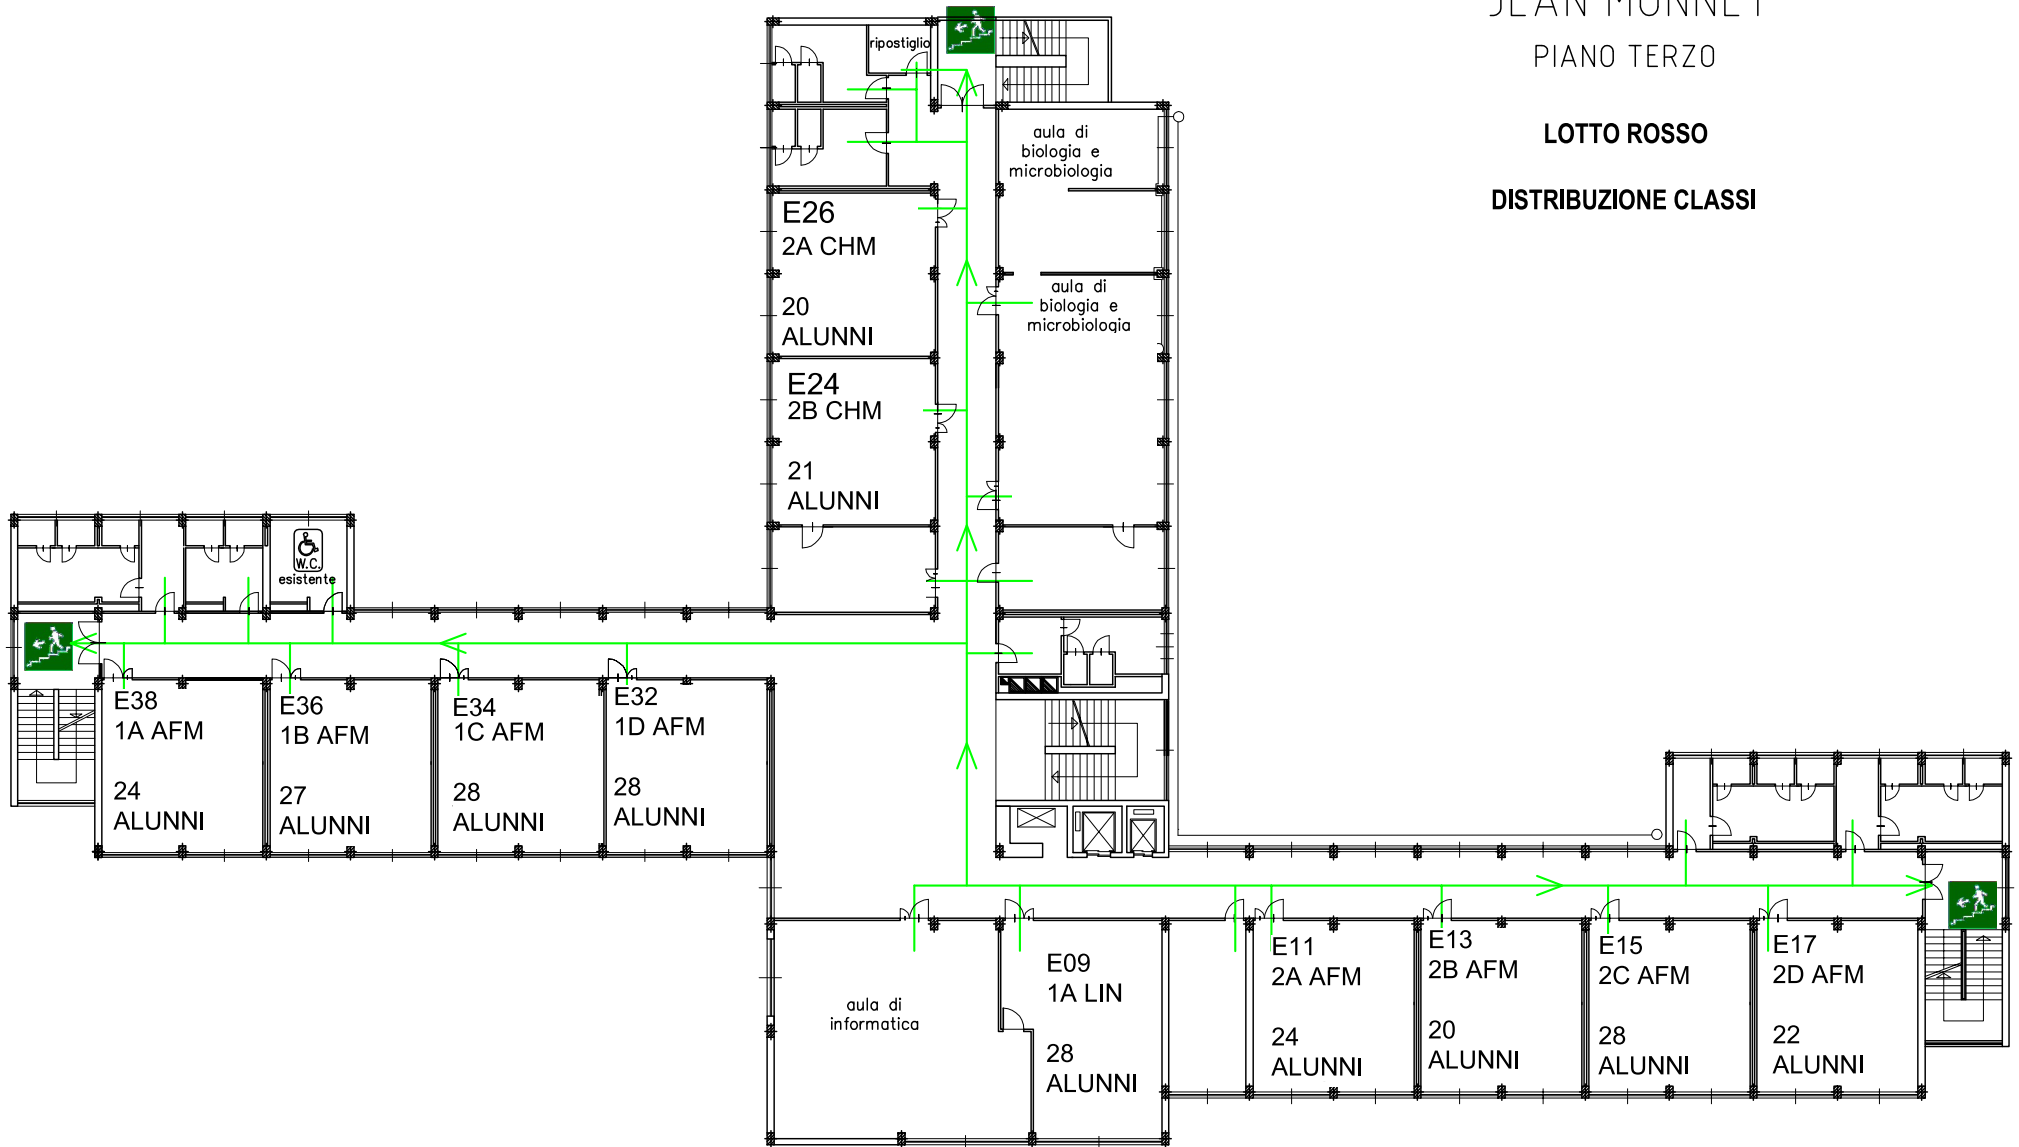 JEAN MONNET
PIANO TERZO
LOTTO ROSSO
DISTRIBUZIONE CLASSI
ripostiglio
aula di
biologia e
microbiologia
E26
2A CHM
20
ALUNNI
aula di
biologia e
microbiologia
E24
2B CHM
21
ALUNNI
W.C.
esistente
E38
1A AFM
24
ALUNNI
E36
1B AFM
27
ALUNNI
E34
1C AFM
28
ALUNNI
E32
1D AFM
28
ALUNNI
aula di
informatica
E09
1A LIN
28
ALUNNI
E11
2A AFM
24
ALUNNI
E13
2B AFM
20
ALUNNI
E15
2C AFM
28
ALUNNI
E17
2D AFM
22
ALUNNI